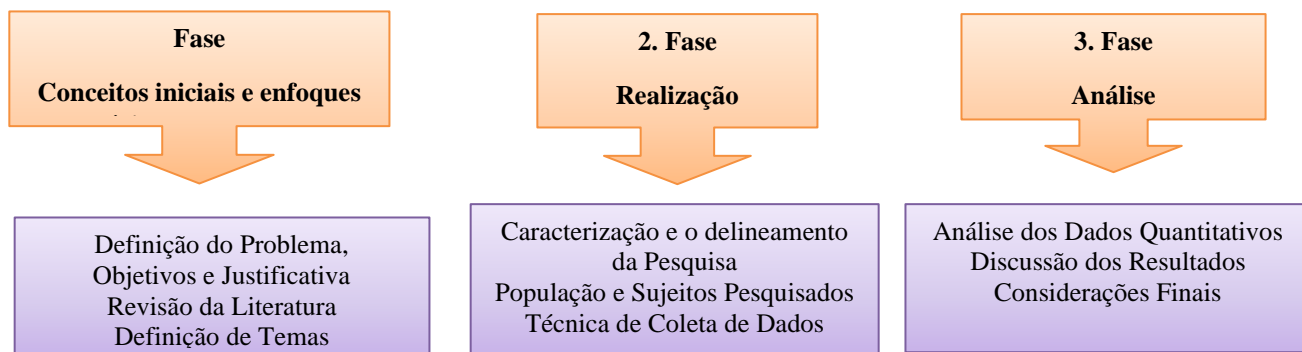 Fase
Conceitos iniciais e enfoques
Definição do Problema,
Objetivos e Justificativa
Revisão da Literatura
Definição de Temas
2. Fase
Realização
Caracterização e o delineamento
da Pesquisa
População e Sujeitos Pesquisados
Técnica de Coleta de Dados
3. Fase
Análise
Análise dos Dados Quantitativos
Discussão dos Resultados
Considerações Finais